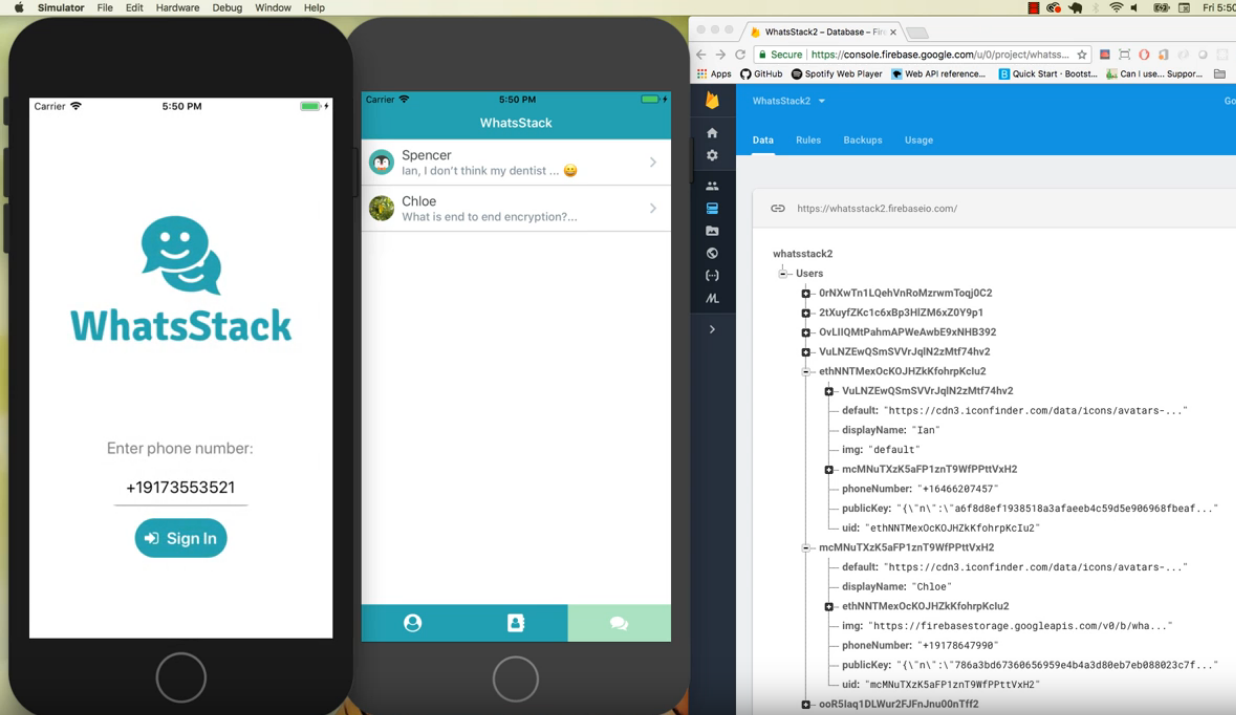 Simulator File Edit Hardware Debug Window Help
Fri 5:50
Carrier 5:50 PM
WhatsStack
Enter phone number:
+19173553521
Sign In
Carrier 5:50 PM
WhatsStack
Spencer
Ian, I don't think my dentist ... 😀
Chloe
What is end to end encryption?...
WhatsStack2 – Database – Fir
Secure | https://console.firebase.google.com/u/0/project/whatss...
Apps GitHub Spotify Web Player Web API reference... Quick Start · Bootst... Can I use... Suppor...
WhatsStack2
Go
Data Rules Backups Usage
https://whatsstack2.firebaseio.com/
whatsstack2
Users
0rNXwTn1LQehVnRoMzrwmToqj0C2
2tXuyfZKc1c6xBp3HlZM6xZ0Y9p1
OvLIIQMtPahmAPWeAwbE9xNHB392
VuLNZEwQSmSVVrJqlN2zMtf74hv2
ethNNTMexOcKOJHZkKfohrpKcIu2
VuLNZEwQSmSVVrJqlN2zMtf74hv2
default: "https://cdn3.iconfinder.com/data/icons/avatars-..."
displayName: "Ian"
img: "default"
mcMNuTXzK5aFP1znT9WfPPttVxH2
phoneNumber: "+16466207457"
publicKey: "{\"n\":\"a6f8d8ef1938518a3afaeeb4c59d5e906968fbeaf..."
uid: "ethNNTMexOcKOJHZkKfohrpKcIu2"
mcMNuTXzK5aFP1znT9WfPPttVxH2
default: "https://cdn3.iconfinder.com/data/icons/avatars-..."
displayName: "Chloe"
ethNNTMexOcKOJHZkKfohrpKcIu2
img: "https://firebasestorage.googleapis.com/v0/b/wha..."
phoneNumber: "+19178647990"
publicKey: "{\"n\":\"786a3bd67360656959e4b4a3d80eb7eb088023c7f..."
uid: "mcMNuTXzK5aFP1znT9WfPPttVxH2"
ooR5Iaq1DLWur2FJFnJnu00nTff2